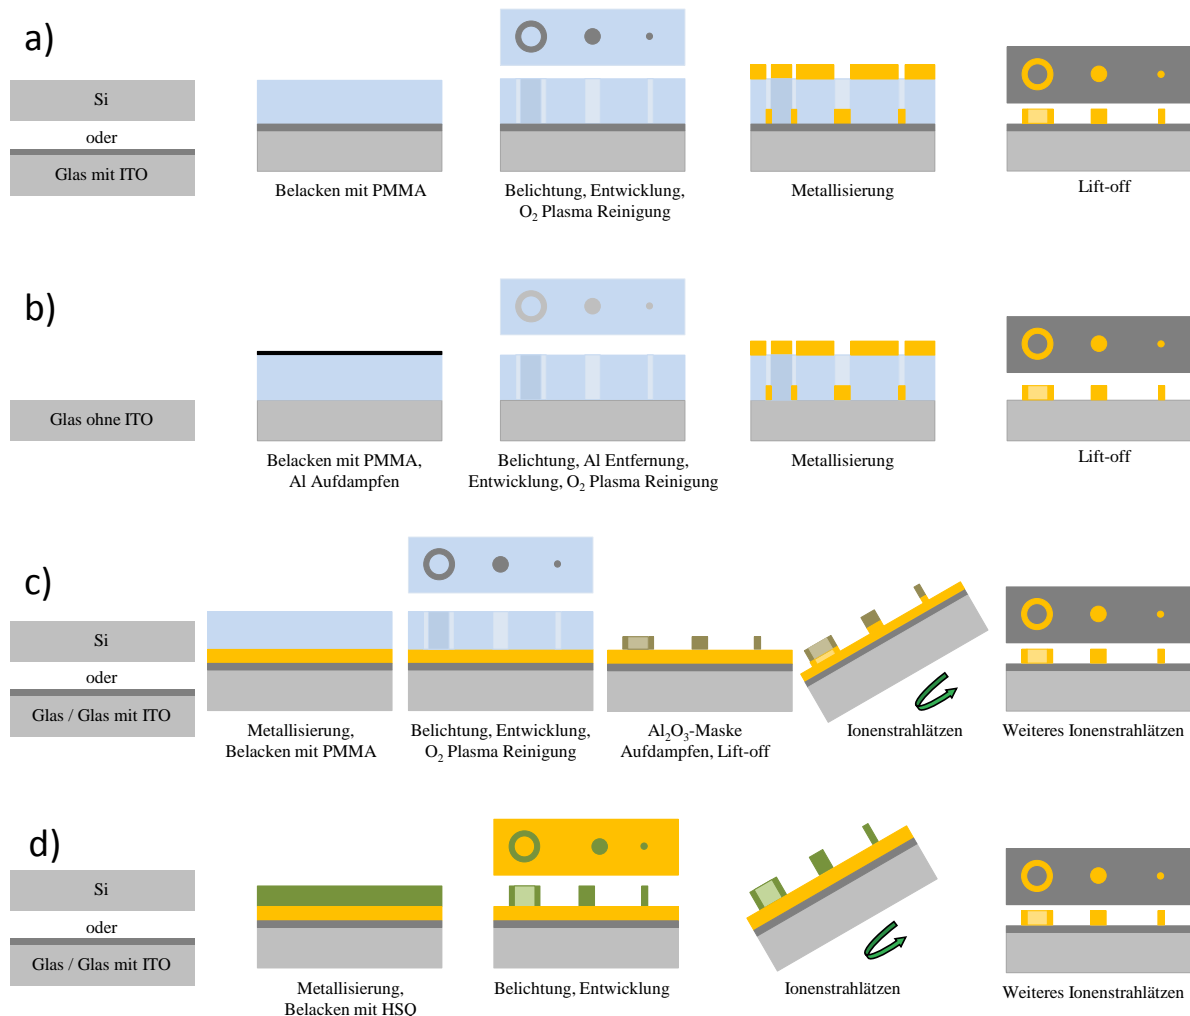 a)
Si
oder
Glas mit ITO
Belacken mit PMMA
Belichtung, Entwicklung,
O₂ Plasma Reinigung
Metallisierung
Lift-off
b)
Glas ohne ITO
Belacken mit PMMA,
Al Aufdampfen
Belichtung, Al Entfernung,
Entwicklung, O₂ Plasma Reinigung
Metallisierung
Lift-off
c)
Si
oder
Glas / Glas mit ITO
Metallisierung,
Belacken mit PMMA
Belichtung, Entwicklung,
O₂ Plasma Reinigung
Al₂O₃-Maske
Aufdampfen, Lift-off
Ionenstrahlätzen
Weiteres Ionenstrahlätzen
d)
Si
oder
Glas / Glas mit ITO
Metallisierung,
Belacken mit HSQ
Belichtung, Entwicklung
Ionenstrahlätzen
Weiteres Ionenstrahlätzen